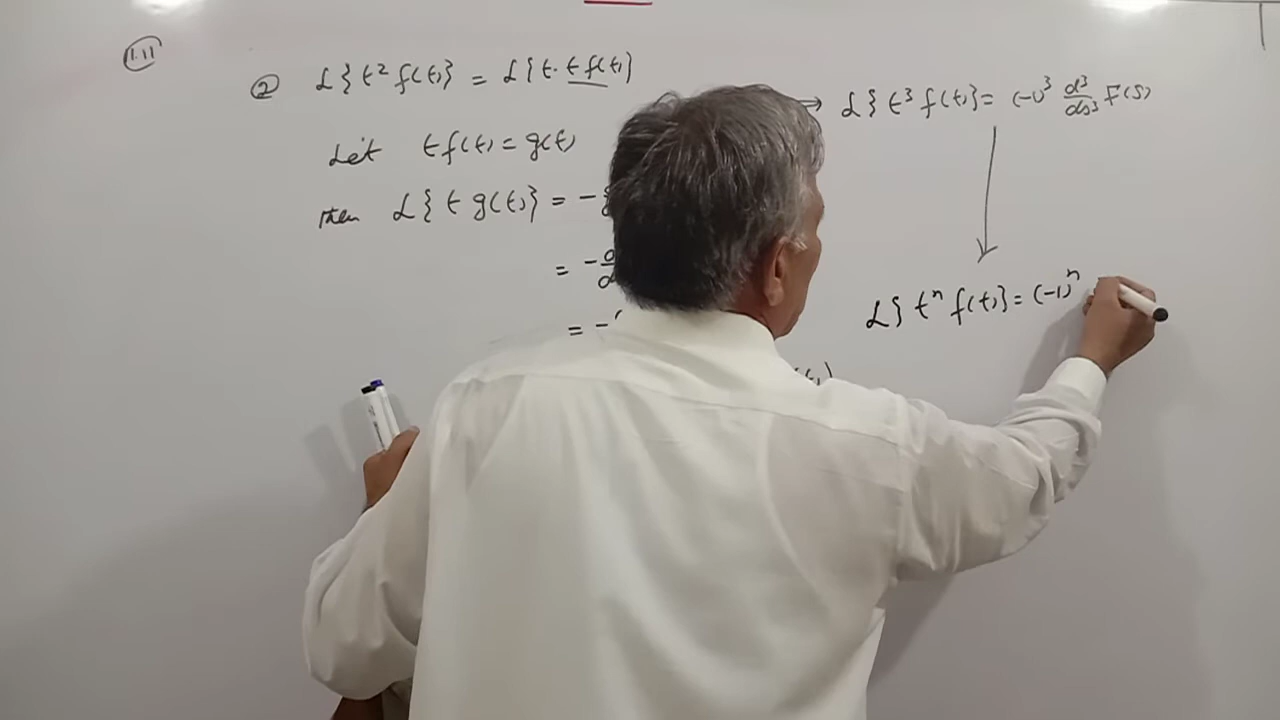 1.11
② ℒ{t² f(t)} = ℒ{t. t f(t)}
Let t f(t) = g(t)
Then ℒ{t g(t)} = -
= -
= -
⇒ ℒ{t³ f(t)} = (-1)³ d³/ds³ F(s)
ℒ{tⁿ f(t)} = (-1)ⁿ